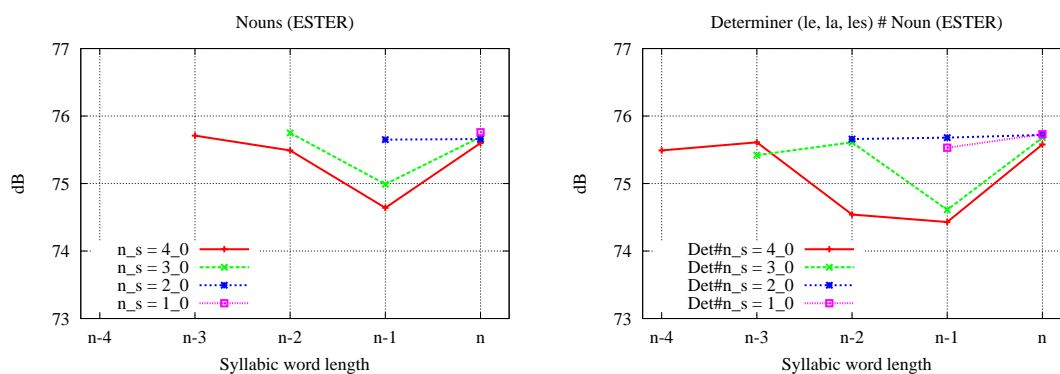 Nouns (ESTER)
77
76
75
74
73
dB
n_s = 4_0
n_s = 3_0
n_s = 2_0
n_s = 1_0
n-4 n-3 n-2 n-1 n
Syllabic word length
Determiner (le, la, les) # Noun (ESTER)
77
76
75
74
73
dB
Det#n_s = 4_0
Det#n_s = 3_0
Det#n_s = 2_0
Det#n_s = 1_0
n-4 n-3 n-2 n-1 n
Syllabic word length